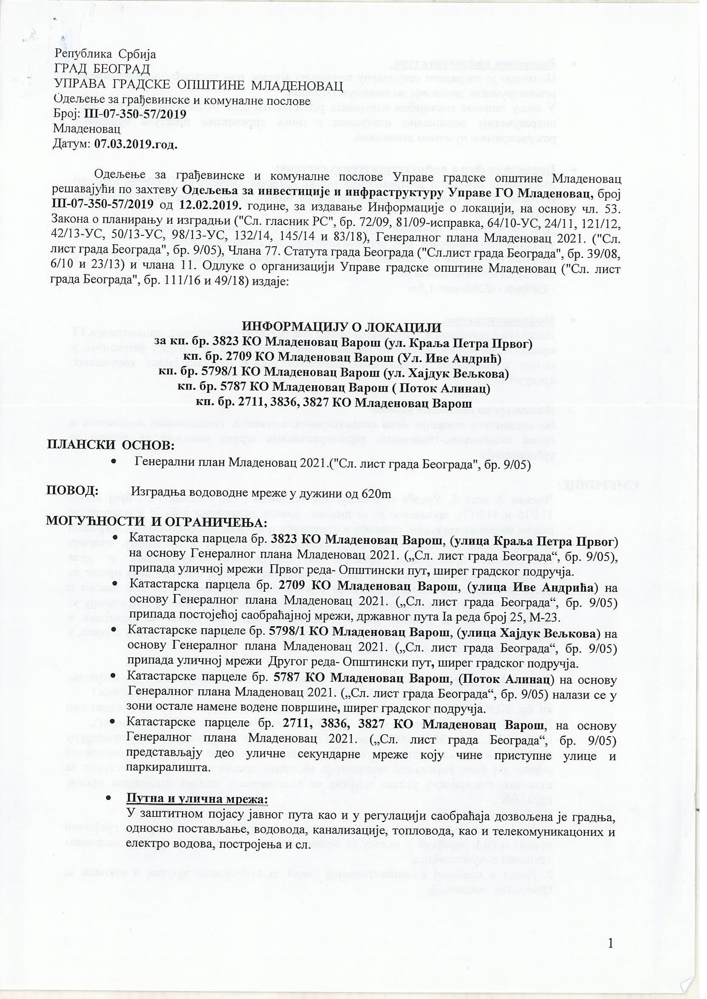 Република Србија
ГРАД БЕОГРАД
УПРАВА ГРАДСКЕ ОПШТИНЕ МЛАДЕНОВАЦ
Одељење за грађевинске и комуналне послове
Број: III-07-350-57/2019
Младеновац
Датум: 07.03.2019.год.
Одељење за грађевинске и комуналне послове Управе градске општине Младеновац
решавајући по захтеву Одељења за инвестиције и инфраструктуру Управе ГО Младеновац, број
III-07-350-57/2019 од 12.02.2019. године, за издавање Информације о локацији, на основу чл. 53.
Закона о планирању и изградњи ("Сл. гласник РС", бр. 72/09, 81/09-исправка, 64/10-УС, 24/11, 121/12,
42/13-УС, 50/13-УС, 98/13-УС, 132/14, 145/14 и 83/18), Генералног плана Младеновац 2021. ("Сл.
лист града Београда", бр. 9/05), Члана 77. Статута града Београда ("Сл.лист града Београда", бр. 39/08,
6/10 и 23/13) и члана 11. Одлуке о организацији Управе градске општине Младеновац ("Сл. лист
града Београда", бр. 111/16 и 49/18) издаје:
ИНФОРМАЦИЈУ О ЛОКАЦИЈИ
за кп. бр. 3823 КО Младеновац Варош (ул. Краља Петра Првог)
кп. бр. 2709 КО Младеновац Варош (Ул. Иве Андрић)
кп. бр. 5798/1 КО Младеновац Варош (ул. Хајдук Вељкова)
кп. бр. 5787 КО Младеновац Варош ( Поток Алинац)
кп. бр. 2711, 3836, 3827 КО Младеновац Варош
ПЛАНСКИ ОСНОВ:
• Генерални план Младеновац 2021.("Сл. лист града Београда", бр. 9/05)
ПОВОД: Изградња водоводне мреже у дужини од 620m
МОГУЋНОСТИ И ОГРАНИЧЕЊА:
• Катастарска парцела бр. 3823 КО Младеновац Варош, (улица Краља Петра Првог)
на основу Генералног плана Младеновац 2021. („Сл. лист града Београда“, бр. 9/05),
припада уличној мрежи Првог реда- Општински пут, ширег градског подручја.
• Катастарска парцела бр. 2709 КО Младеновац Варош, (улица Иве Андрића) на
основу Генералног плана Младеновац 2021. („Сл. лист града Београда“, бр. 9/05)
припада постојећој саобраћајној мрежи, државног пута Iа реда број 25, М-23.
• Катастарске парцеле бр. 5798/1 КО Младеновац Варош, (улица Хајдук Вељкова) на
основу Генералног плана Младеновац 2021. („Сл. лист града Београда“, бр. 9/05)
припада уличној мрежи Другог реда- Општински пут, ширег градског подручја.
• Катастарске парцеле бр. 5787 КО Младеновац Варош, (Поток Алинац) на основу
Генералног плана Младеновац 2021. („Сл. лист града Београда“, бр. 9/05) налази се у
зони остале намене водене површине, ширег градског подручја.
• Катастарске парцеле бр. 2711, 3836, 3827 КО Младеновац Варош, на основу
Генералног плана Младеновац 2021. („Сл. лист града Београда“, бр. 9/05)
представљају део уличне секундарне мреже коју чине приступне улице и
паркиралишта.
• Путна и улична мрежа:
У заштитном појасу јавног пута као и у регулацији саобраћаја дозвољена је градња,
односно постављање, водовода, канализације, топловода, као и телекомуникацоних и
електро водова, постројења и сл.
1